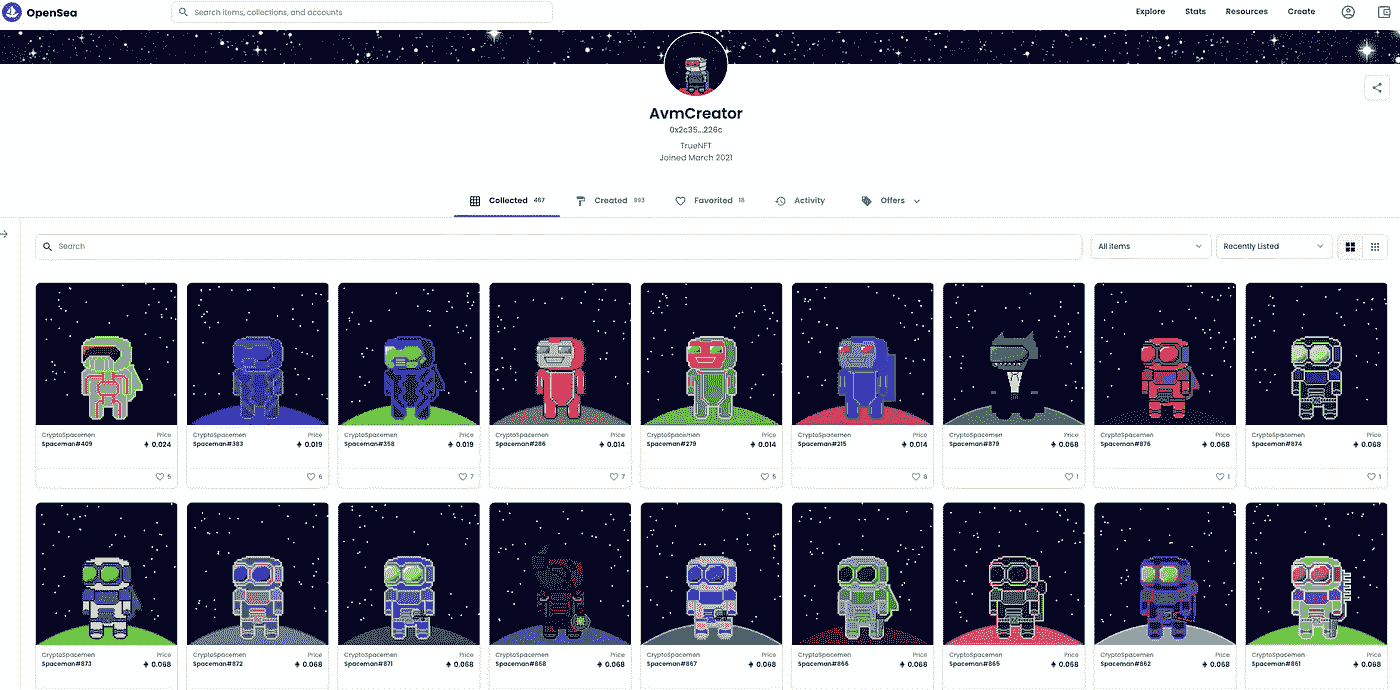 OpenSea
Search items, collections, and accounts
Explore Stats Resources Create
AvmCreator
0x2c35...226c
TrueNFT
Joined March 2021
Collected 467 Created 993 Favorited 18 Activity Offers
Search
All items
Recently Listed
CryptoSpacemen Price
Spaceman#409 0.024
5
CryptoSpacemen Price
Spaceman#383 0.019
6
CryptoSpacemen Price
Spaceman#358 0.019
7
CryptoSpacemen Price
Spaceman#286 0.014
7
CryptoSpacemen Price
Spaceman#279 0.014
5
CryptoSpacemen Price
Spaceman#215 0.014
8
CryptoSpacemen Price
Spaceman#879 0.068
1
CryptoSpacemen Price
Spaceman#876 0.068
1
CryptoSpacemen Price
Spaceman#874 0.068
1
CryptoSpacemen Price
Spaceman#873 0.068
CryptoSpacemen Price
Spaceman#872 0.068
CryptoSpacemen Price
Spaceman#871 0.068
CryptoSpacemen Price
Spaceman#868 0.068
CryptoSpacemen Price
Spaceman#867 0.068
CryptoSpacemen Price
Spaceman#866 0.068
CryptoSpacemen Price
Spaceman#865 0.068
CryptoSpacemen Price
Spaceman#862 0.068
CryptoSpacemen Price
Spaceman#861 0.068